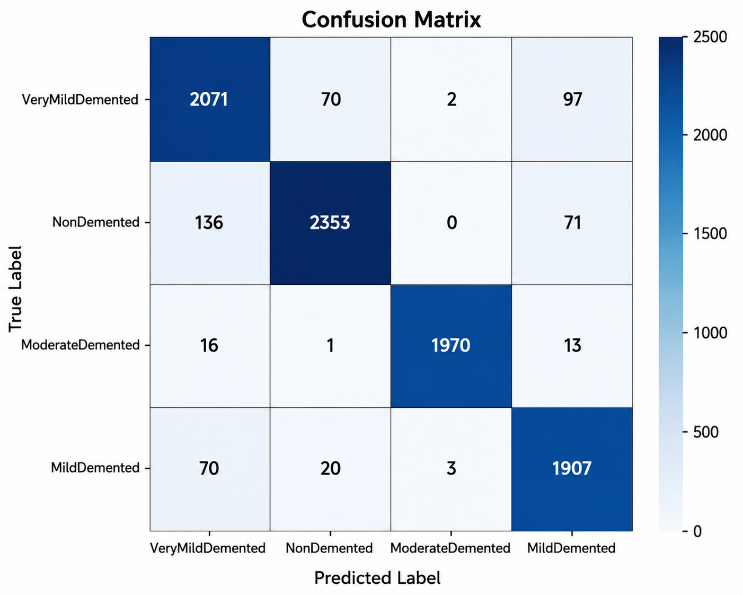 Confusion Matrix
True Label
VeryMildDemented 2071 70 2 97
NonDemented 136 2353 0 71
ModerateDemented 16 1 1970 13
MildDemented 70 20 3 1907
VeryMildDemented NonDemented ModerateDemented MildDemented
Predicted Label
2500
2000
1500
1000
500
0